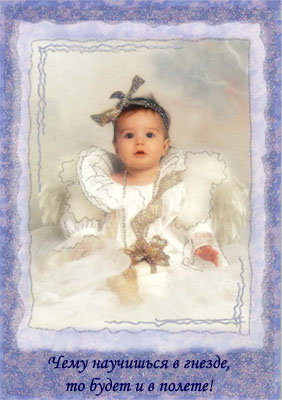 Чему научишься в гнезде,
то будет и в полете!